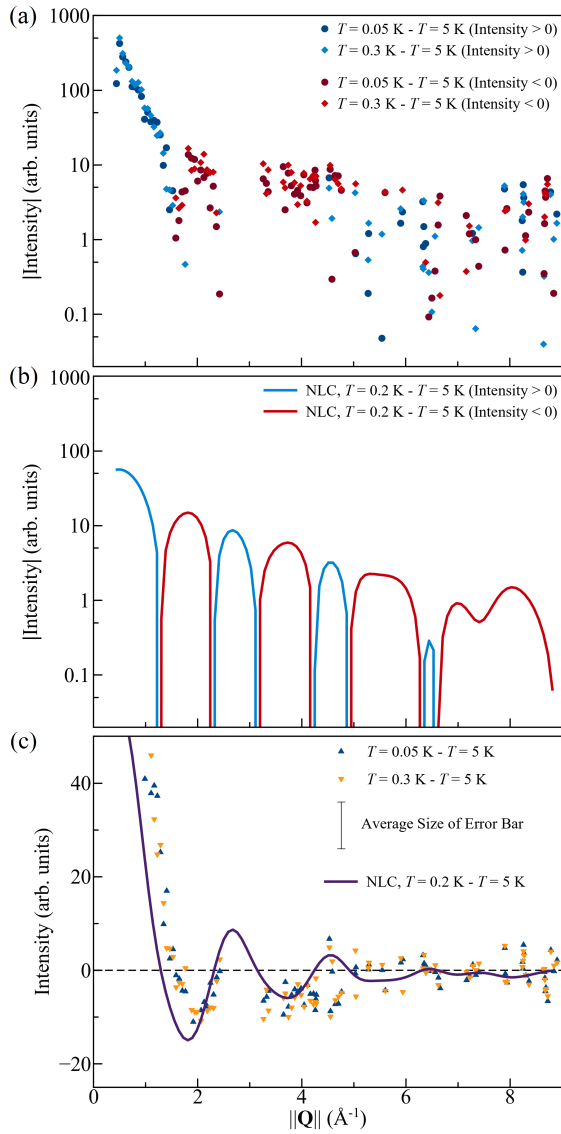 (a)
T = 0.05 K - T = 5 K (Intensity > 0)
T = 0.3 K - T = 5 K (Intensity > 0)
T = 0.05 K - T = 5 K (Intensity < 0)
T = 0.3 K - T = 5 K (Intensity < 0)
|Intensity| (arb. units)
1000
100
10
1
0.1
(b)
NLC, T = 0.2 K - T = 5 K (Intensity > 0)
NLC, T = 0.2 K - T = 5 K (Intensity < 0)
|Intensity| (arb. units)
1000
100
10
1
0.1
(c)
T = 0.05 K - T = 5 K
T = 0.3 K - T = 5 K
Average Size of Error Bar
NLC, T = 0.2 K - T = 5 K
Intensity (arb. units)
40
20
0
−20
0 2 4 6 8
||Q|| (Å⁻¹)